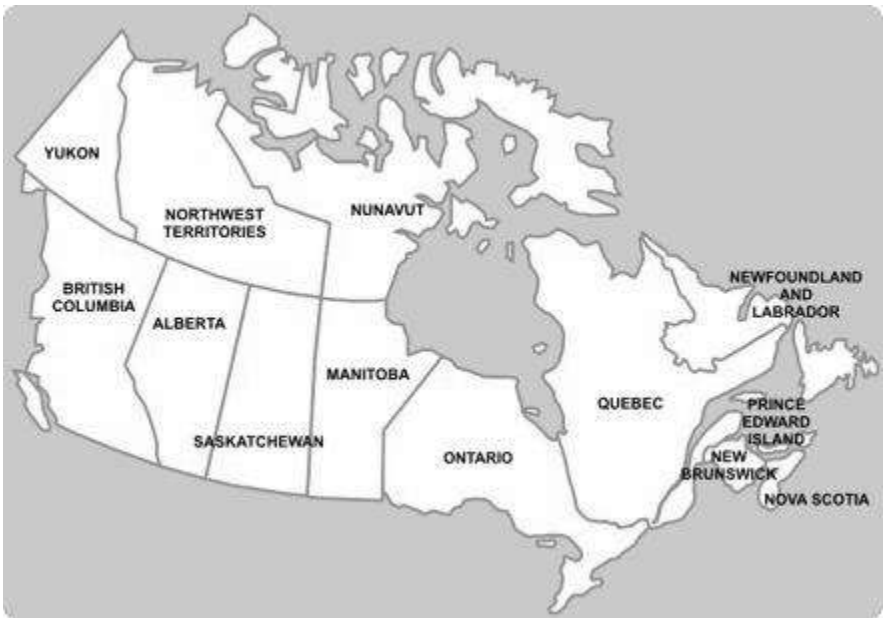 YUKON
NORTHWEST
TERRITORIES
NUNAVUT
BRITISH
COLUMBIA
ALBERTA
SASKATCHEWAN
MANITOBA
ONTARIO
QUEBEC
NEWFOUNDLAND
AND
LABRADOR
PRINCE
EDWARD
ISLAND
NEW
BRUNSWICK
NOVA SCOTIA